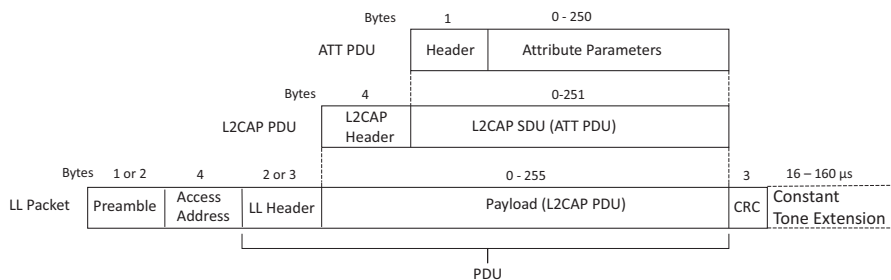 Bytes 1 0 - 250
ATT PDU Header Attribute Parameters
Bytes 4 0-251
L2CAP PDU L2CAP Header L2CAP SDU (ATT PDU)
Bytes 1 or 2 4 2 or 3 0 - 255 3 16 – 160 µs
LL Packet Preamble Access Address LL Header Payload (L2CAP PDU) CRC Constant Tone Extension
PDU